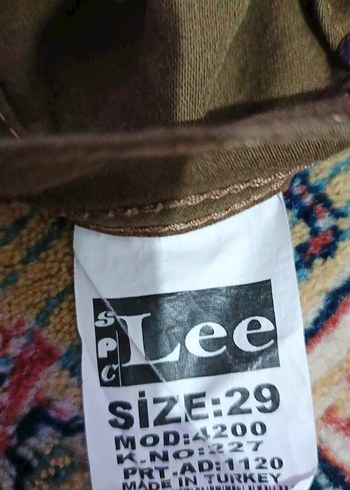 SPC Lee
SİZE:29
MOD:4200
K.NO:227
PRT-AD:1120
MADE IN TURKEY